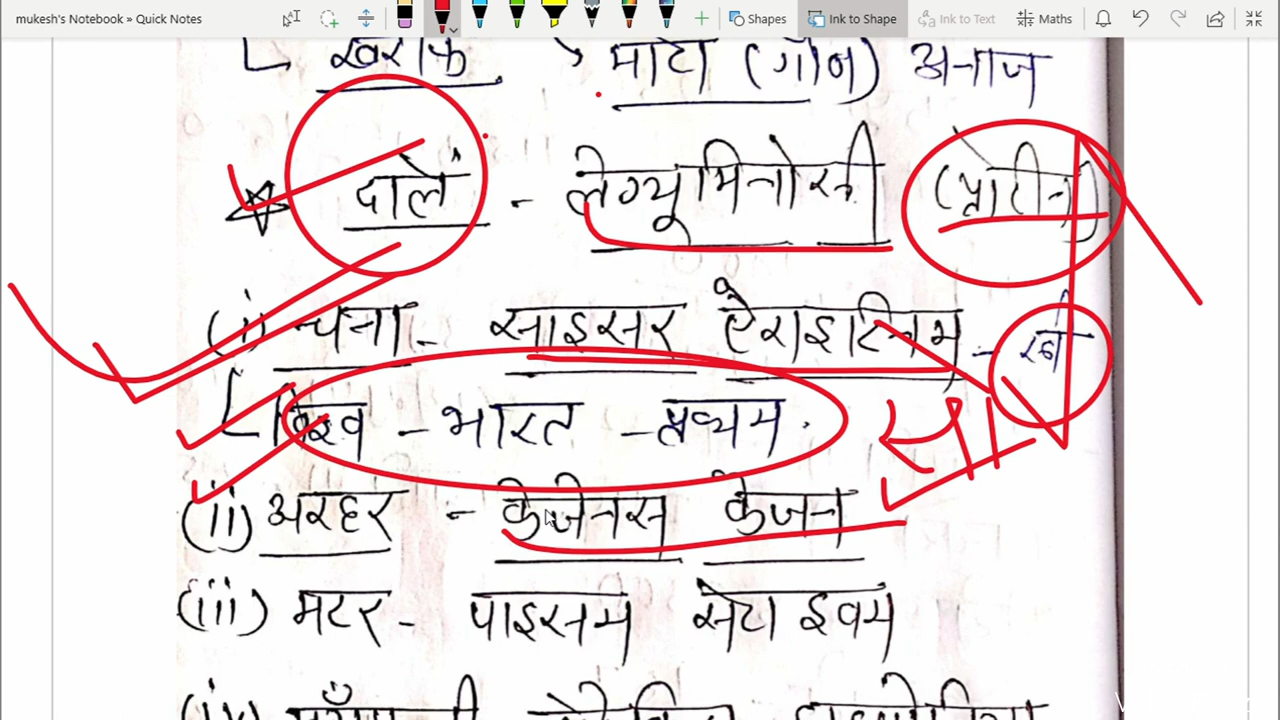 mukesh's Notebook » Quick Notes Shapes Ink to Shape Ink to Text Maths
खरीफ मोटा (गौण) अनाज
दालें - लेग्यूमिनोसी (प्रोटीन)
(i) चना - साइसर ऐराइटिनम - रबी
विश्व - भारत - प्रथम.
(ii) अरहर - केजेनस केजन
(iii) मटर - पाइसम सेटाइवम